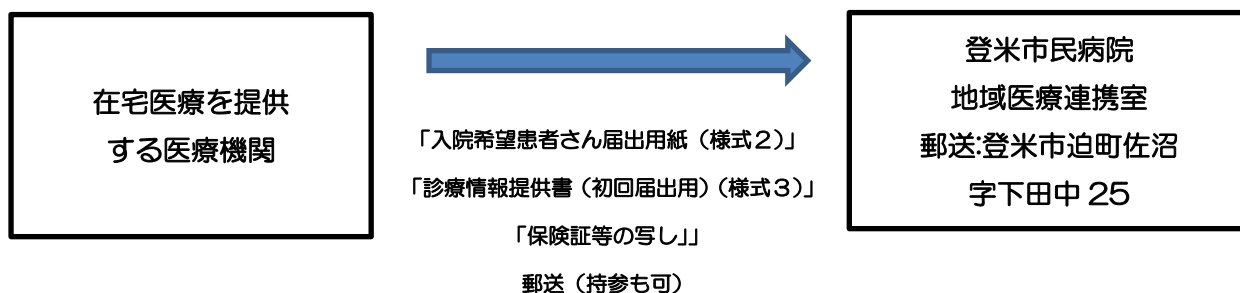 在宅医療を提供
する医療機関
「入院希望患者さん届出用紙（様式２）」
「診療情報提供書（初回届出用）（様式３）」
「保険証等の写し」」
郵送（持参も可）
登米市民病院
地域医療連携室
郵送:登米市迫町佐沼
字下田中 25